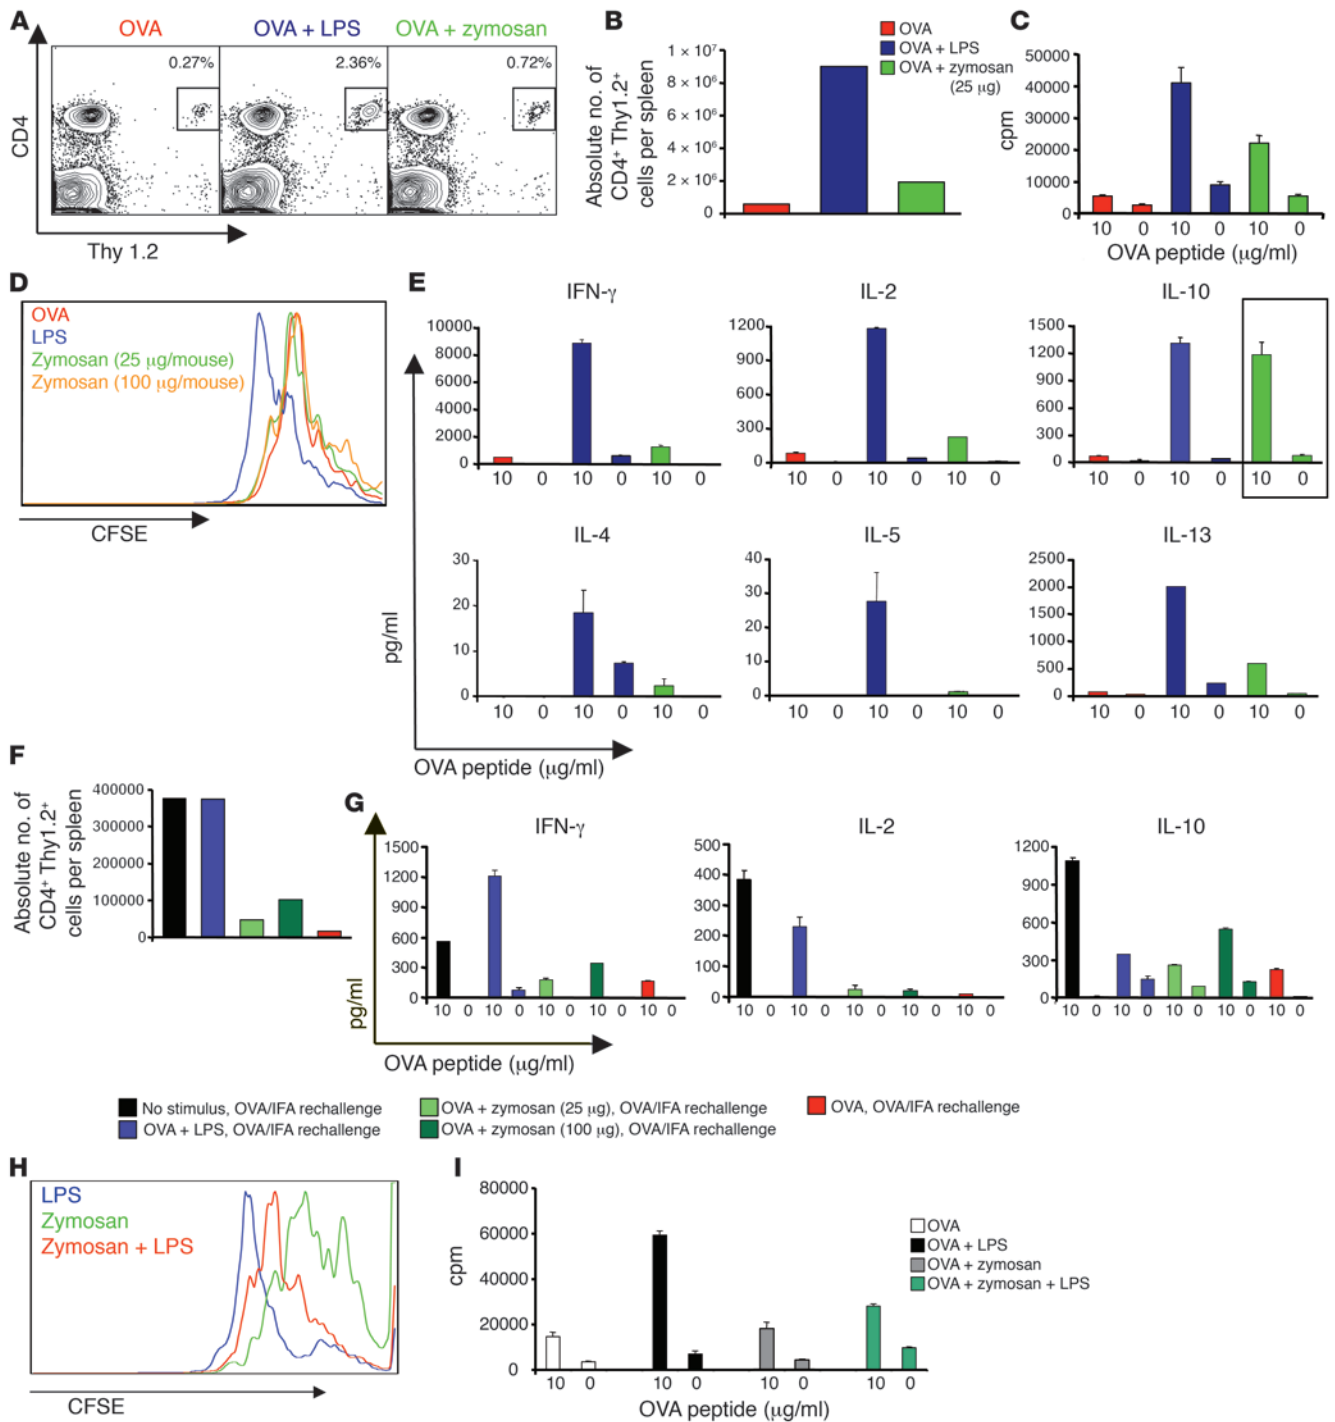 A
OVA
OVA + LPS
OVA + zymosan
0.27%
2.36%
0.72%
CD4
Thy 1.2
B
Absolute no. of
CD4⁺ Thy1.2⁺
cells per spleen
1 × 10⁷
8 × 10⁶
6 × 10⁶
4 × 10⁶
2 × 10⁶
0
OVA
OVA + LPS
OVA + zymosan
(25 μg)
C
cpm
50000
40000
30000
20000
10000
0
10 0 10 0 10 0
OVA peptide (μg/ml)
D
OVA
LPS
Zymosan (25 μg/mouse)
Zymosan (100 μg/mouse)
CFSE
E
IFN-γ
10000
8000
6000
4000
2000
0
10 0 10 0 10 0
IL-2
1200
900
600
300
0
10 0 10 0 10 0
IL-10
1500
1200
900
600
300
0
10 0 10 0 10 0
IL-4
30
20
10
0
10 0 10 0 10 0
IL-5
40
30
20
10
0
10 0 10 0 10 0
IL-13
2500
2000
1500
1000
500
0
10 0 10 0 10 0
pg/ml
OVA peptide (μg/ml)
F
Absolute no. of
CD4⁺ Thy1.2⁺
cells per spleen
400000
300000
200000
100000
0
G
IFN-γ
1500
1200
900
600
300
0
10 0 10 0 10 0 10 0 10 0
IL-2
500
400
300
200
100
0
10 0 10 0 10 0 10 0 10 0
IL-10
1200
900
600
300
0
10 0 10 0 10 0 10 0 10 0
pg/ml
OVA peptide (μg/ml)
No stimulus, OVA/IFA rechallenge
OVA + LPS, OVA/IFA rechallenge
OVA + zymosan (25 μg), OVA/IFA rechallenge
OVA + zymosan (100 μg), OVA/IFA rechallenge
OVA, OVA/IFA rechallenge
H
LPS
Zymosan
Zymosan + LPS
CFSE
I
cpm
80000
60000
40000
20000
0
10 0 10 0 10 0 10 0
OVA peptide (μg/ml)
OVA
OVA + LPS
OVA + zymosan
OVA + zymosan + LPS